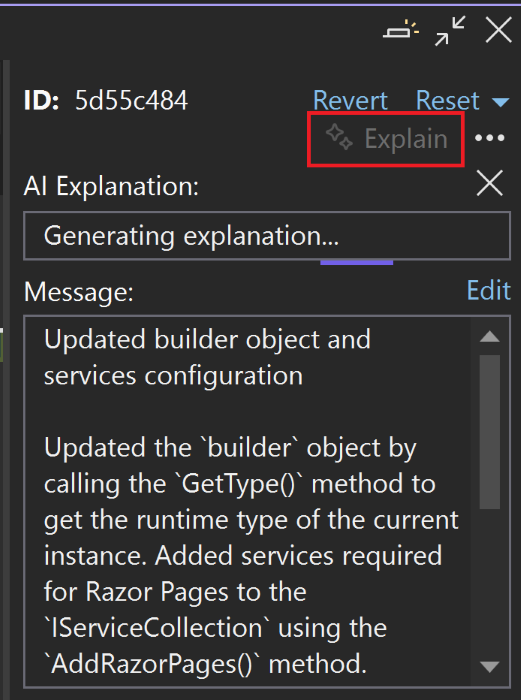 ID: 5d55c484 Revert Reset
Explain
AI Explanation:
Generating explanation...
Message: Edit
Updated builder object and
services configuration
Updated the `builder` object by
calling the `GetType()` method to
get the runtime type of the current
instance. Added services required
for Razor Pages to the
`IServiceCollection` using the
`AddRazorPages()` method.